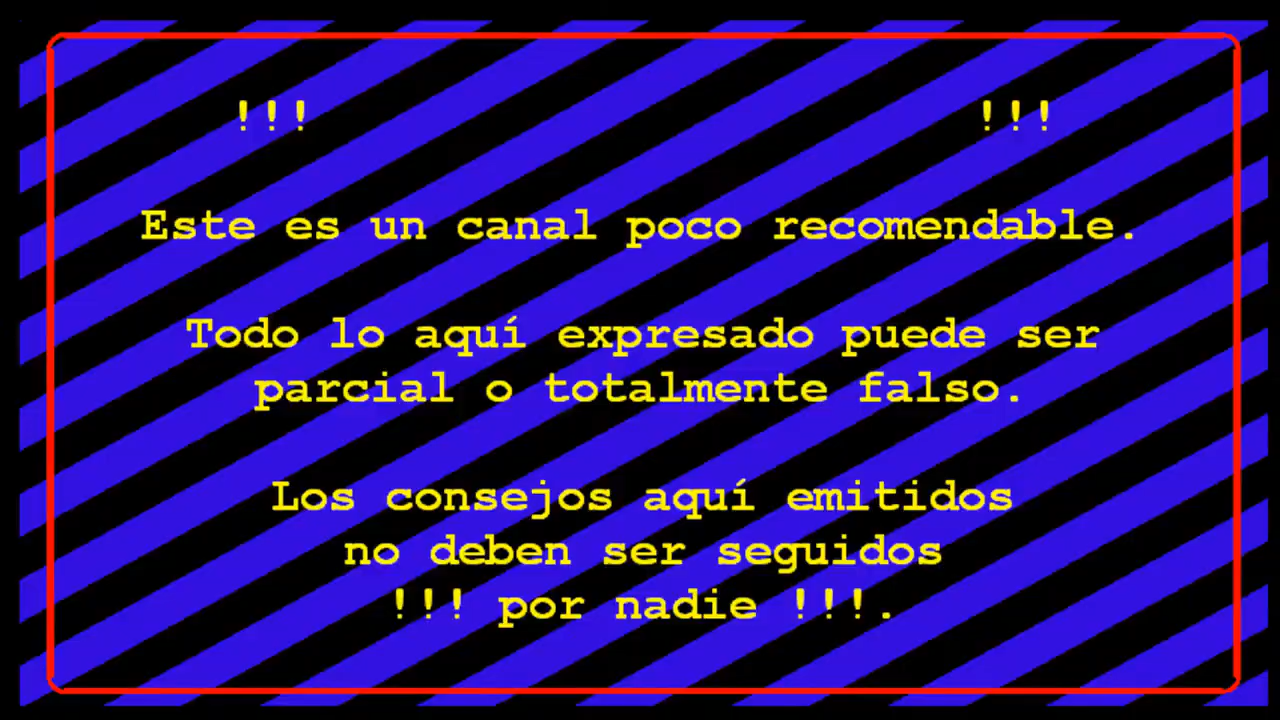 !!! !!!
Este es un canal poco recomendable.
Todo lo aquí expresado puede ser
parcial o totalmente falso.
Los consejos aquí emitidos
no deben ser seguidos
!!! por nadie !!!.